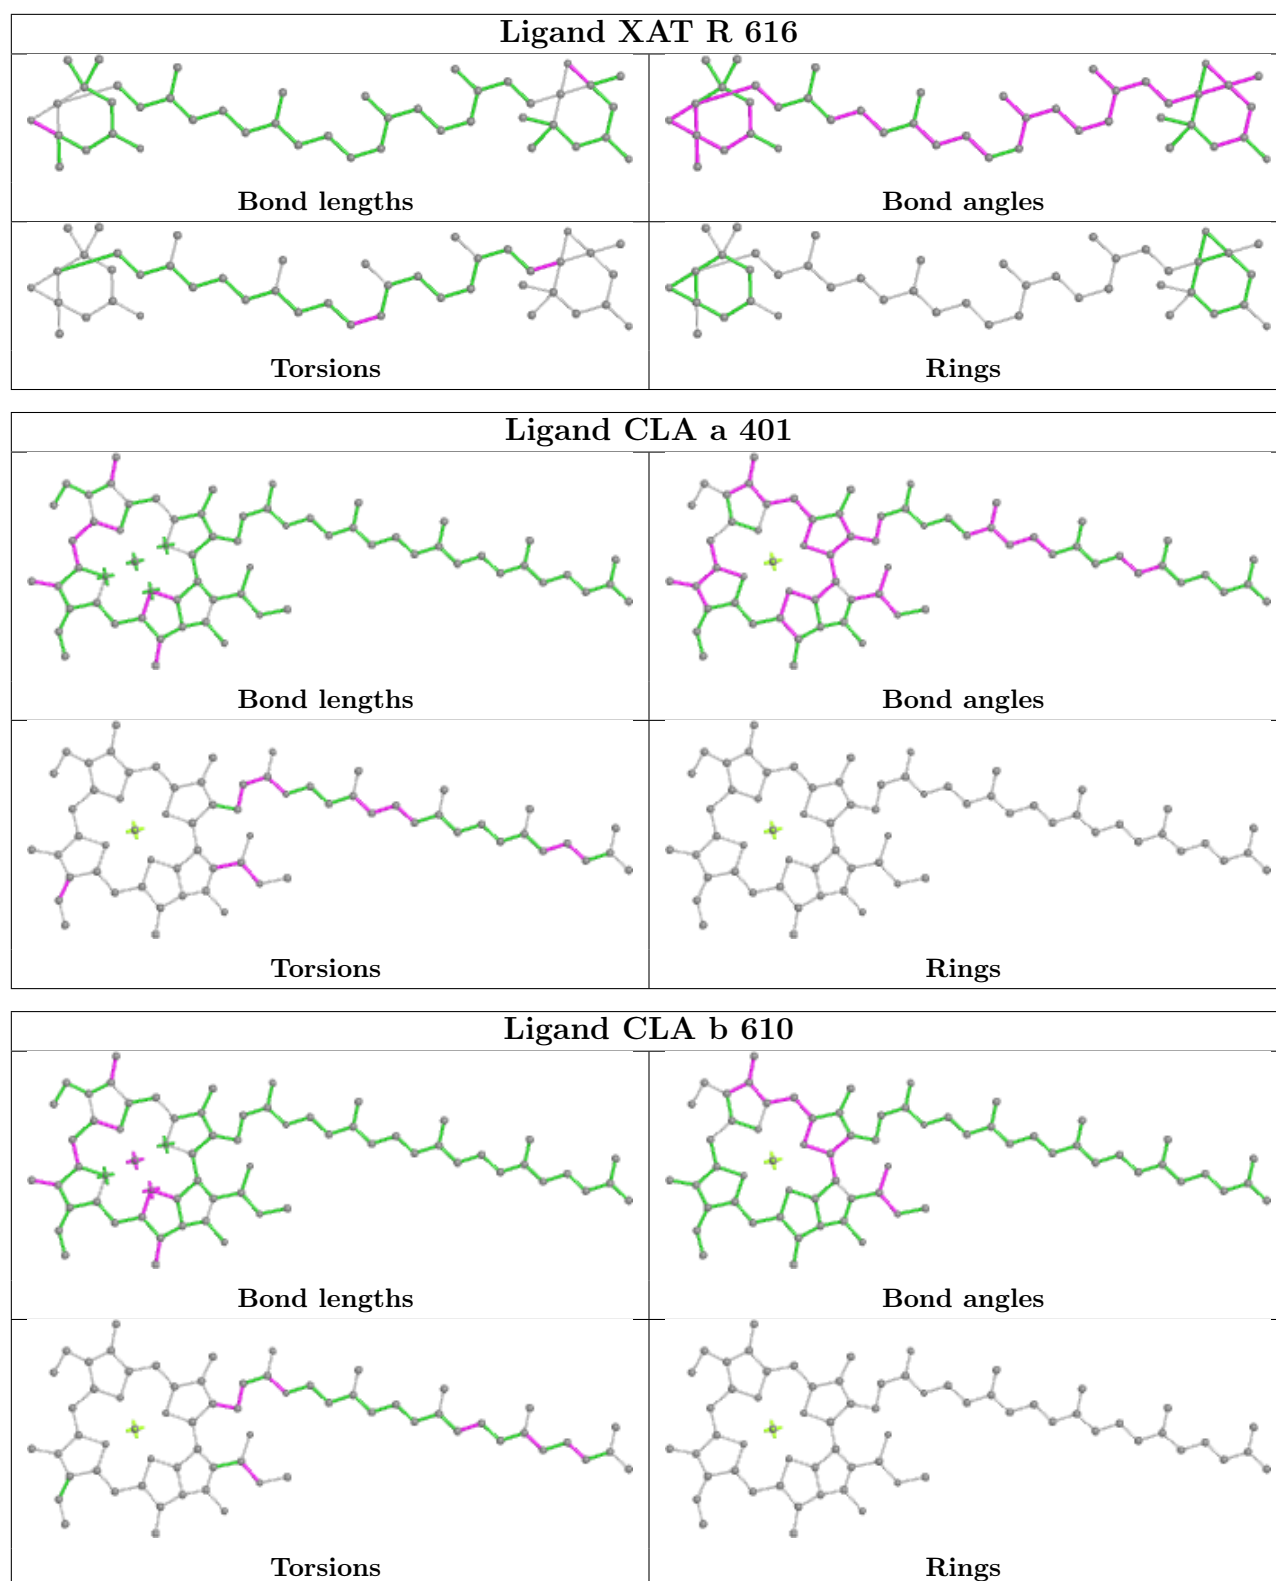 Ligand XAT R 616
Bond lengths
Bond angles
Torsions
Rings
Ligand CLA a 401
Bond lengths
Bond angles
Torsions
Rings
Ligand CLA b 610
Bond lengths
Bond angles
Torsions
Rings